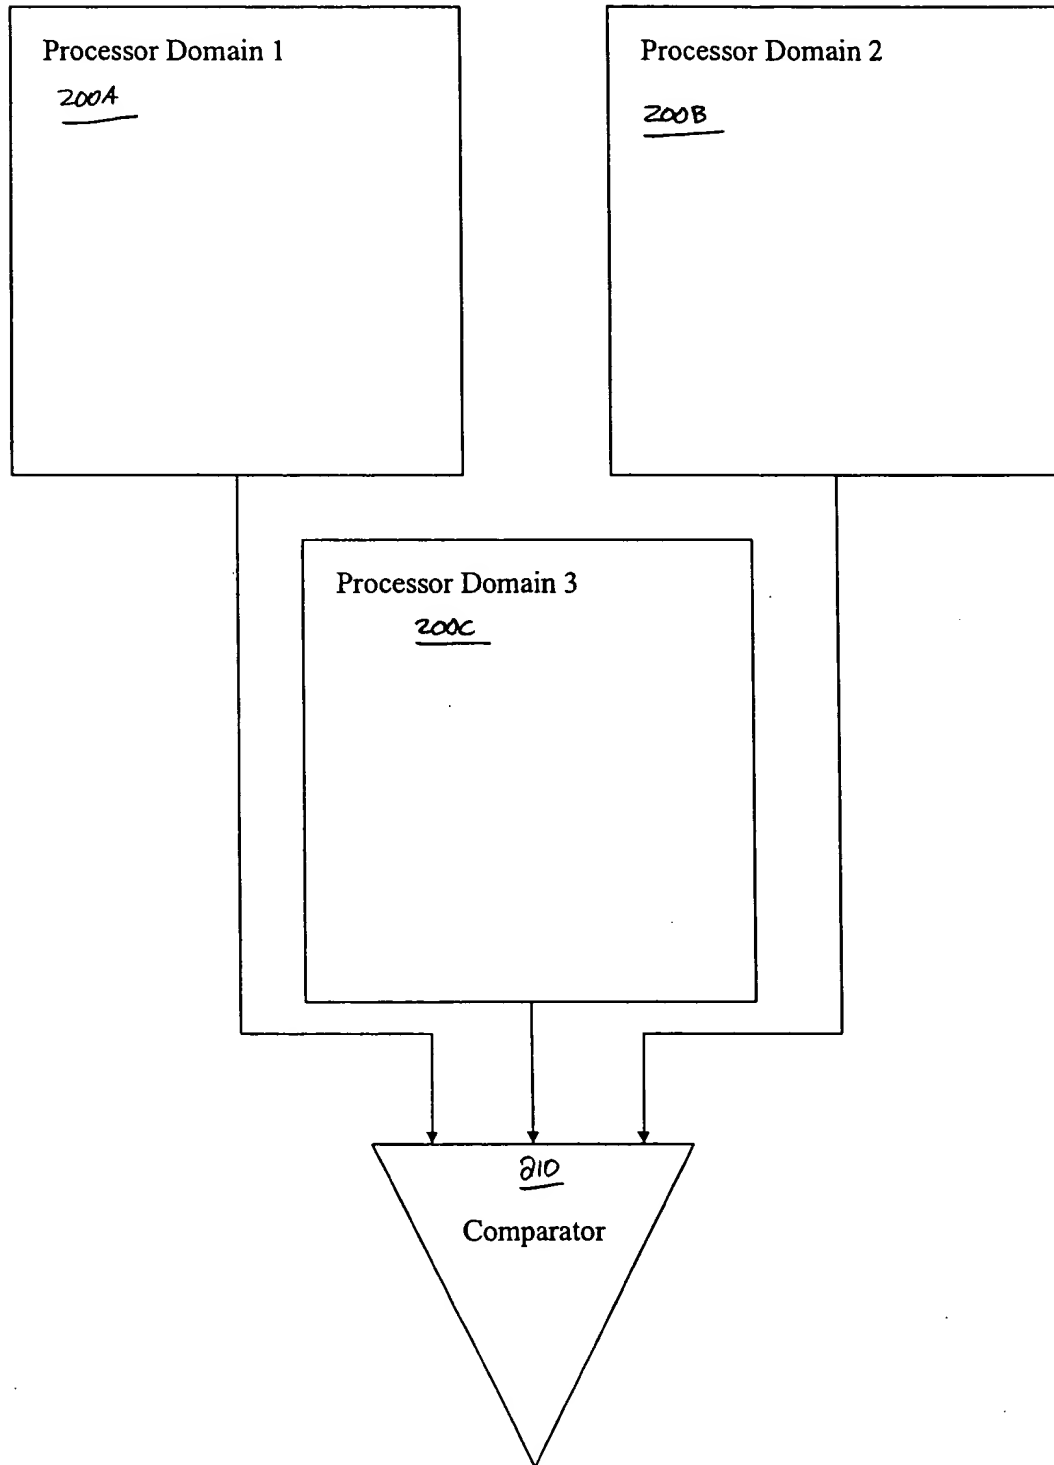 Processor Domain 1
200A
Processor Domain 2
200B
Processor Domain 3
200C
210
Comparator